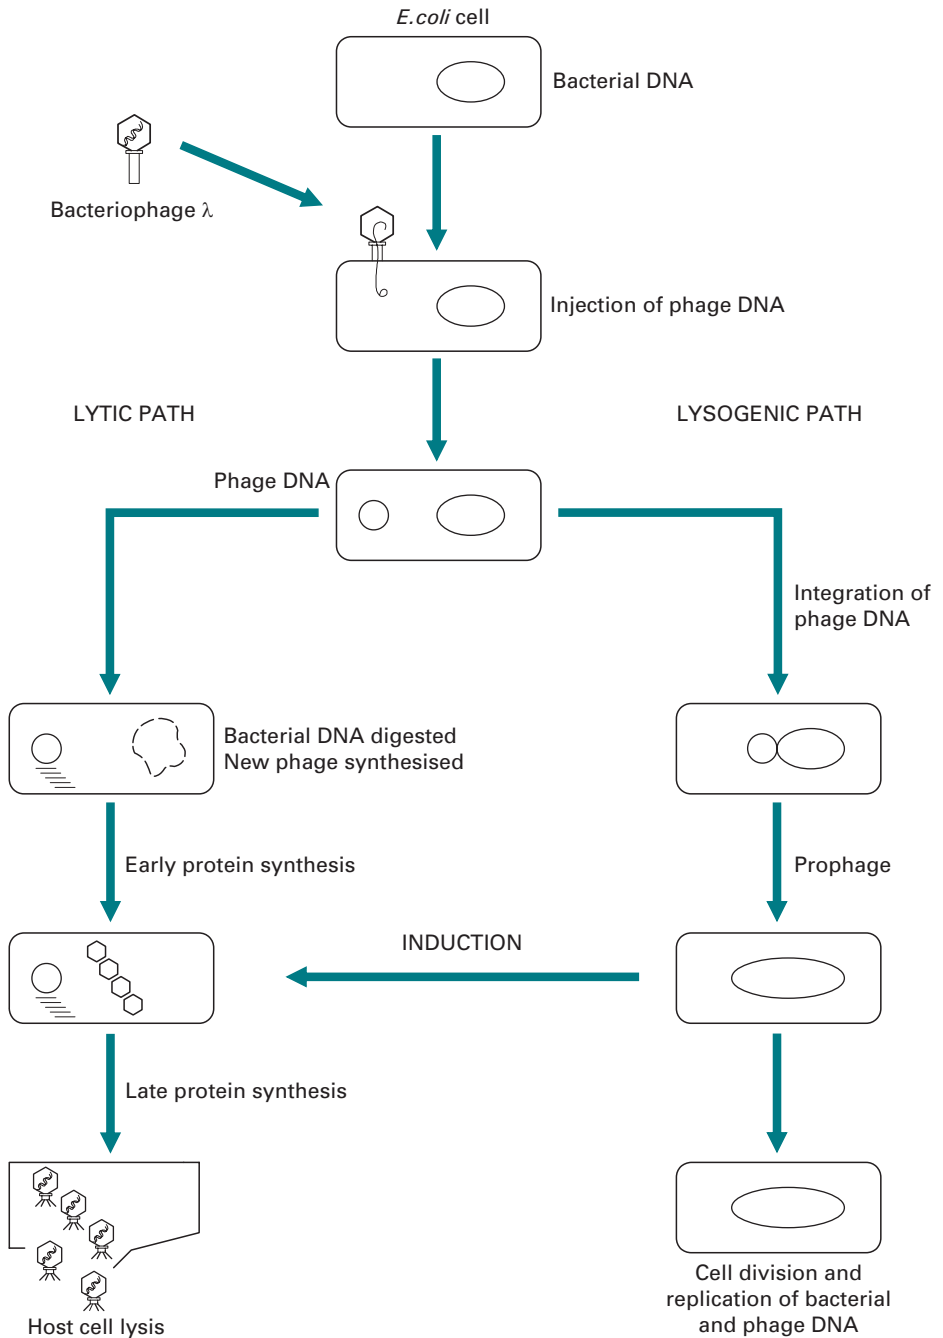 E.coli cell
Bacterial DNA
Bacteriophage λ
Injection of phage DNA
LYTIC PATH
LYSOGENIC PATH
Phage DNA
Integration of
phage DNA
Bacterial DNA digested
New phage synthesised
Early protein synthesis
Prophage
INDUCTION
Late protein synthesis
Host cell lysis
Cell division and
replication of bacterial
and phage DNA